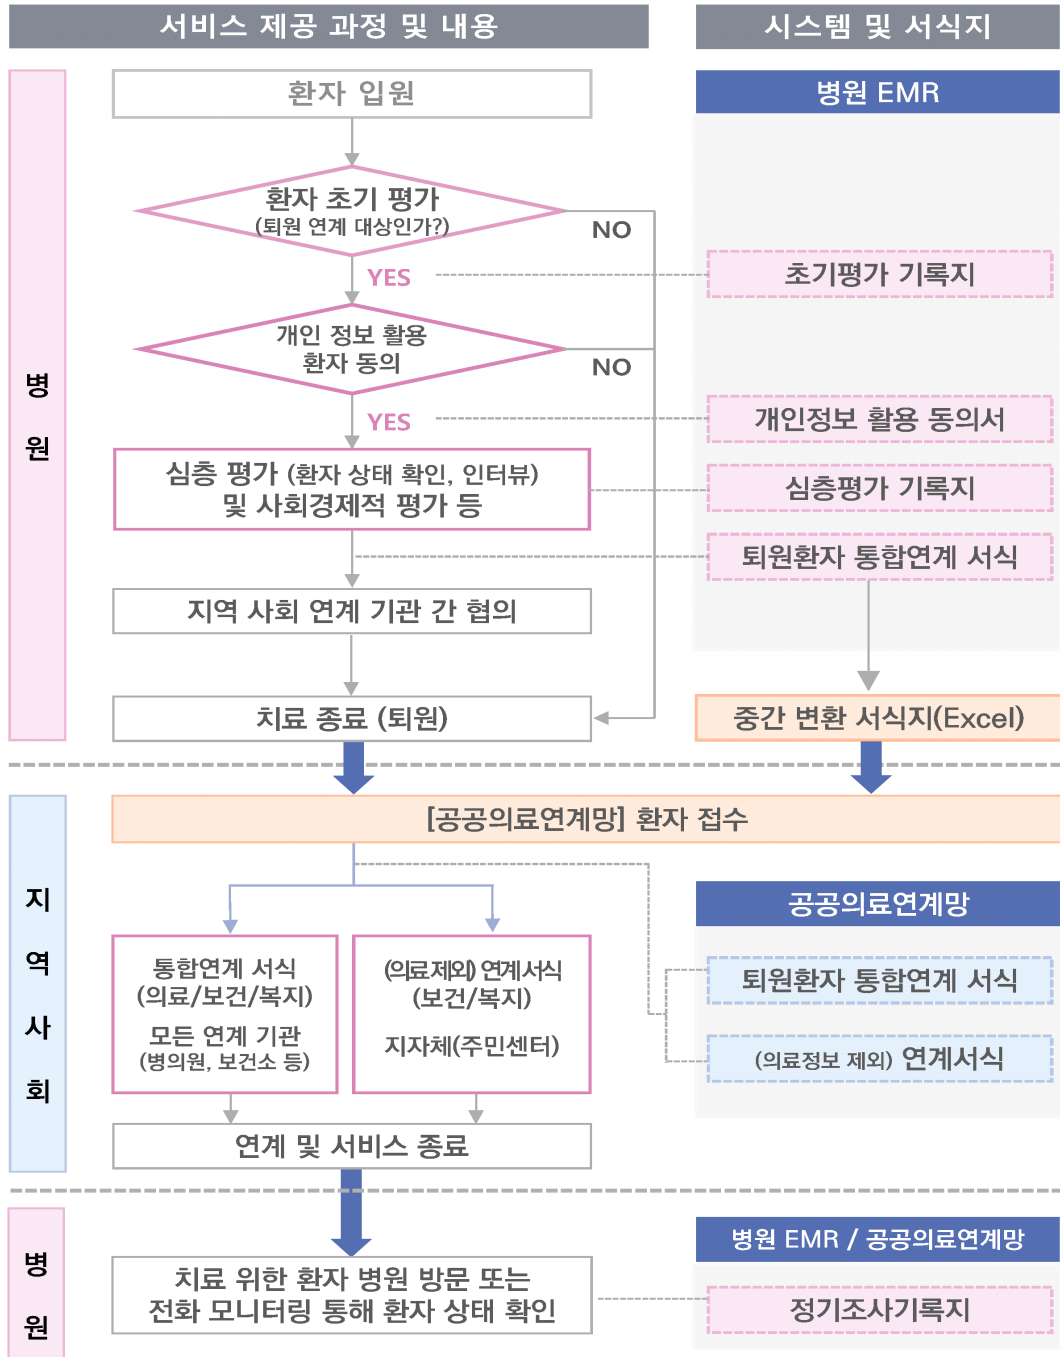 서비스 제공 과정 및 내용
시스템 및 서식지
병원
환자 입원
병원 EMR
환자 초기 평가
(퇴원 연계 대상인가?)
NO
YES
초기평가 기록지
개인 정보 활용
환자 동의
NO
YES
개인정보 활용 동의서
심층 평가 (환자 상태 확인, 인터뷰)
및 사회경제적 평가 등
심층평가 기록지
퇴원환자 통합연계 서식
지역 사회 연계 기관 간 협의
치료 종료 (퇴원)
중간 변환 서식지(Excel)
지역사회
[공공의료연계망] 환자 접수
공공의료연계망
통합연계 서식
(의료/보건/복지)
모든 연계 기관
(병의원, 보건소 등)
(의료제외) 연계서식
(보건/복지)
지자체(주민센터)
퇴원환자 통합연계 서식
(의료정보 제외) 연계서식
연계 및 서비스 종료
병원
치료 위한 환자 병원 방문 또는
전화 모니터링 통해 환자 상태 확인
병원 EMR / 공공의료연계망
정기조사기록지